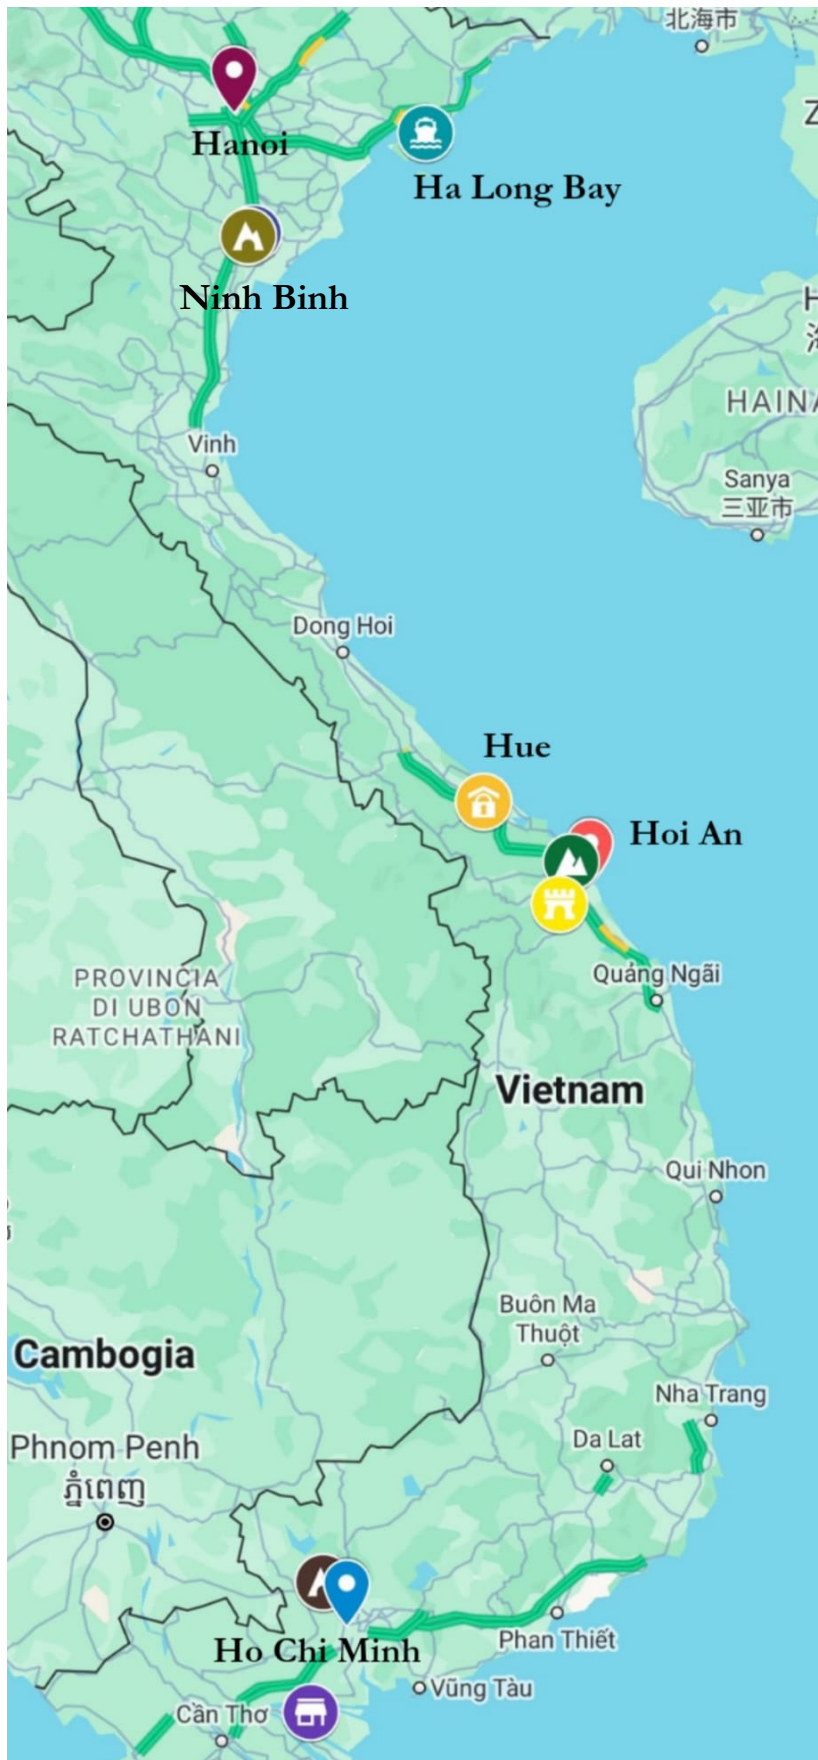 北海市
Hanoi
Ha Long Bay
Ninh Binh
HAINA
Vinh
Sanya
三亚市
Dong Hoi
Hue
Hoi An
Quảng Ngãi
PROVINCIA
DI UBON
RATCHATHANI
Vietnam
Qui Nhon
Buôn Ma
Thuột
Cambogia
Nha Trang
Da Lat
Phnom Penh
ភ្នំពេញ
Ho Chi Minh
Phan Thiết
Vũng Tàu
Cần Thơ